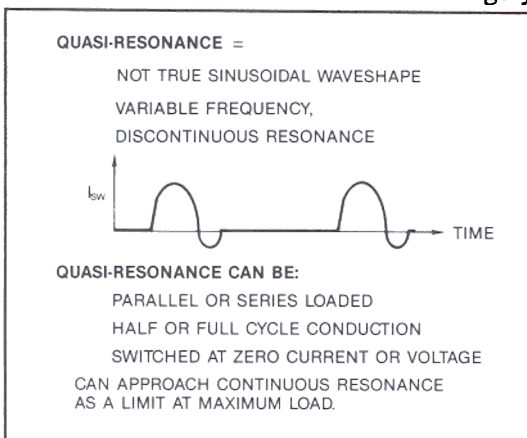 QUASI-RESONANCE =
NOT TRUE SINUSOIDAL WAVESHAPE
VARIABLE FREQUENCY,
DISCONTINUOUS RESONANCE
ISW
TIME
QUASI-RESONANCE CAN BE:
PARALLEL OR SERIES LOADED
HALF OR FULL CYCLE CONDUCTION
SWITCHED AT ZERO CURRENT OR VOLTAGE
CAN APPROACH CONTINUOUS RESONANCE
AS A LIMIT AT MAXIMUM LOAD.